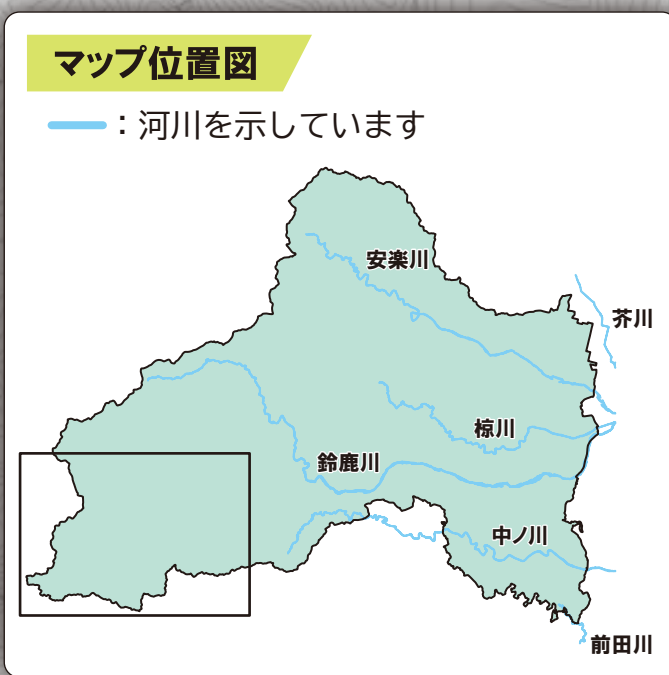 マップ位置図
：河川を示しています
安楽川
芥川
椋川
鈴鹿川
中ノ川
前田川